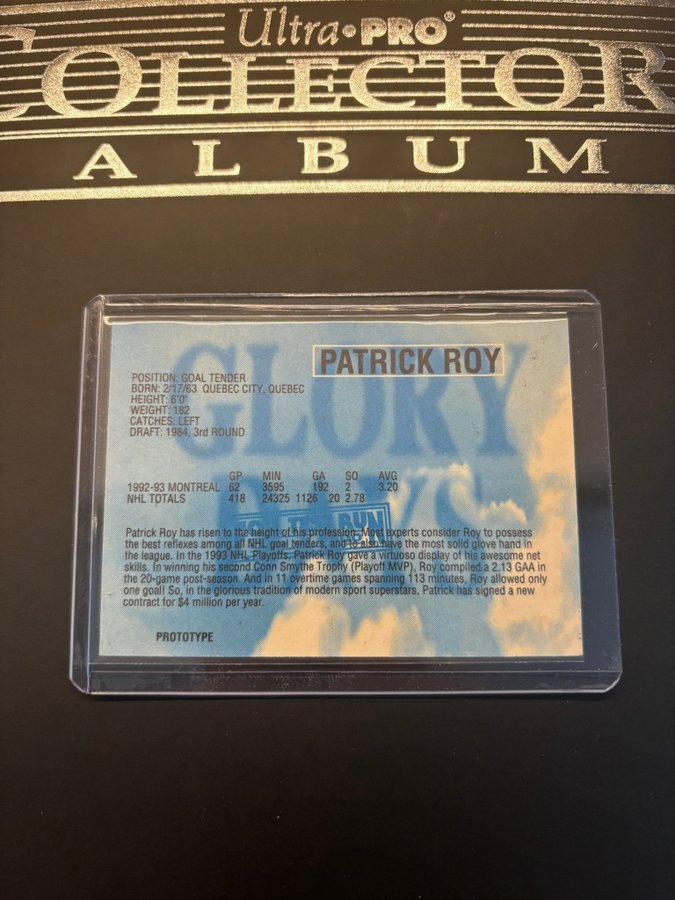 Ultra•PRO®
COLLECTOR
ALBUM
GLORY
DAYS
PATRICK ROY
POSITION: GOAL TENDER
BORN: 2/17/63 QUEBEC CITY, QUEBEC
HEIGHT: 6'0"
WEIGHT: 182
CATCHES: LEFT
DRAFT: 1984, 3rd ROUND
GP MIN GA SO AVG
1992-93 MONTREAL 62 3595 192 2 3.20
NHL TOTALS 418 24325 1126 20 2.78
Patrick Roy has risen to the height of his profession. Most experts consider Roy to possess
the best reflexes among all NHL goal tenders, and to also have the most solid glove hand in
the league. In the 1993 NHL Playoffs, Patrick Roy gave a virtuoso display of his awesome net
skills. In winning his second Conn Smythe Trophy (Playoff MVP), Roy compiled a 2.13 GAA in
the 20-game post-season. And in 11 overtime games spanning 113 minutes, Roy allowed only
one goal! So, in the glorious tradition of modern sport superstars, Patrick has signed a new
contract for $4 million per year.
PROTOTYPE